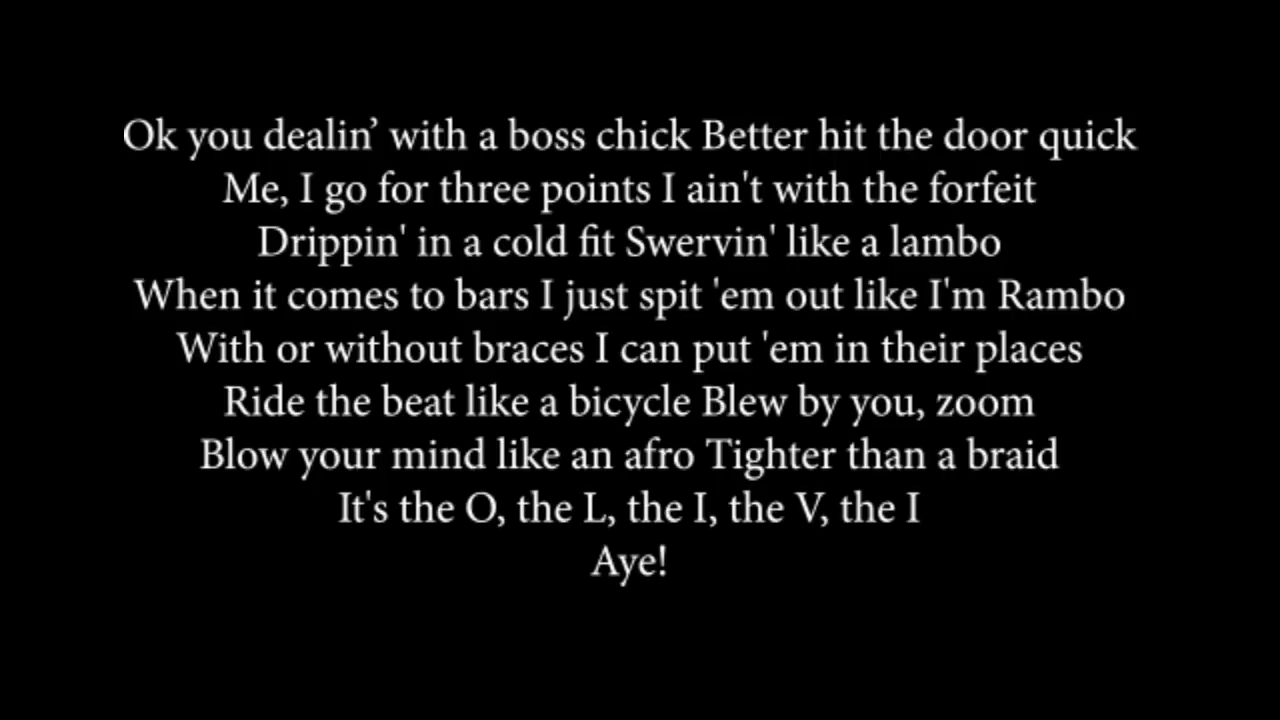 Ok you dealin’ with a boss chick Better hit the door quick
Me, I go for three points I ain't with the forfeit
Drippin' in a cold fit Swervin' like a lambo
When it comes to bars I just spit 'em out like I'm Rambo
With or without braces I can put 'em in their places
Ride the beat like a bicycle Blew by you, zoom
Blow your mind like an afro Tighter than a braid
It's the O, the L, the I, the V, the I
Aye!